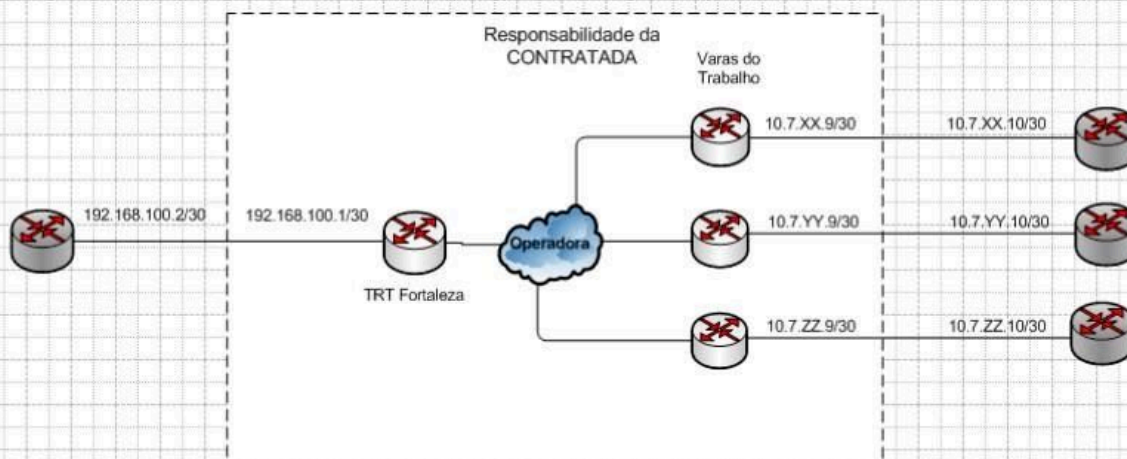 Responsabilidade da
CONTRATADA
Varas do
Trabalho
10.7.XX.9/30
10.7.XX.10/30
192.168.100.2/30
192.168.100.1/30
Operadora
10.7.YY.9/30
10.7.YY.10/30
TRT Fortaleza
10.7.ZZ.9/30
10.7.ZZ.10/30